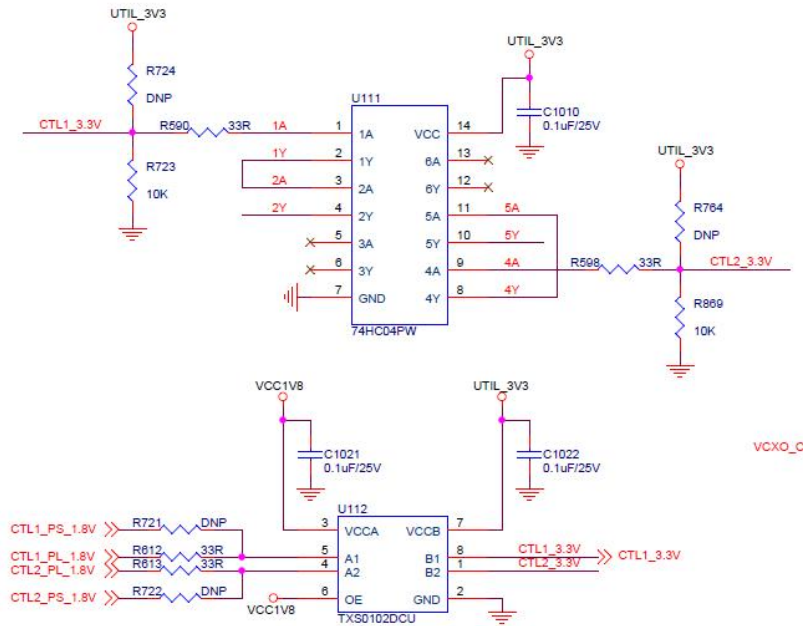 UTIL_3V3
R724
DNP
CTL1_3.3V
R590
33R
R723
10K
UTIL_3V3
C1010
0.1uF/25V
U111
1A 1 1A VCC 14
1Y 2 1Y 6A 13
2A 3 2A 6Y 12
2Y 4 2Y 5A 11 5A
5 3A 5Y 10 5Y
6 3Y 4A 9 4A
7 GND 4Y 8 4Y
74HC04PW
UTIL_3V3
R764
DNP
R598
33R
CTL2_3.3V
R869
10K
VCC1V8
C1021
0.1uF/25V
UTIL_3V3
C1022
0.1uF/25V
VCXO_C
U112
CTL1_PS_1.8V R721 DNP 3 VCCA VCCB 7
CTL1_PL_1.8V R612 33R 5 A1 B1 8 CTL1_3.3V CTL1_3.3V
CTL2_PL_1.8V R613 33R 4 A2 B2 1 CTL2_3.3V
CTL2_PS_1.8V R722 DNP VCC1V8 6 OE GND 2
TXS0102DCU